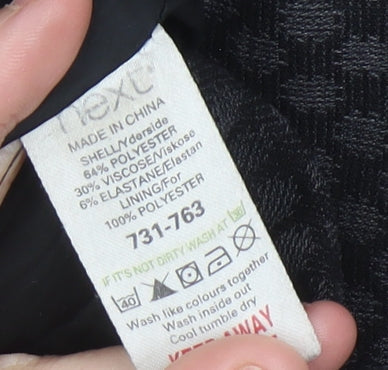 next
MADE IN CHINA
SHELL/Yderside
64% POLYESTER
30% VISCOSE/Viskose
6% ELASTANE/Elastan
LINING/For
100% POLYESTER
731-763
IF IT'S NOT DIRTY WASH AT 30
40
Wash like colours together
Wash inside out
Cool tumble dry
KEEP AWAY